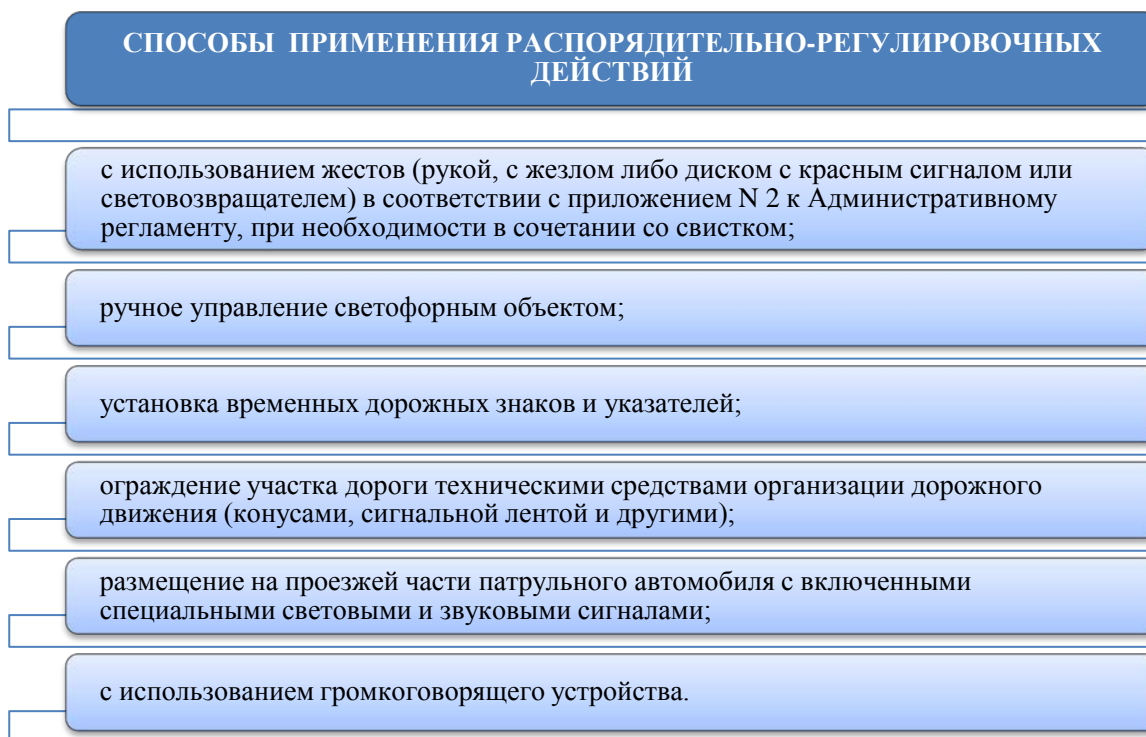 СПОСОБЫ ПРИМЕНЕНИЯ РАСПОРЯДИТЕЛЬНО-РЕГУЛИРОВОЧНЫХ
ДЕЙСТВИЙ
с использованием жестов (рукой, с жезлом либо диском с красным сигналом или
световозвращателем) в соответствии с приложением N 2 к Административному
регламенту, при необходимости в сочетании со свистком;
ручное управление светофорным объектом;
установка временных дорожных знаков и указателей;
ограждение участка дороги техническими средствами организации дорожного
движения (конусами, сигнальной лентой и другими);
размещение на проезжей части патрульного автомобиля с включенными
специальными световыми и звуковыми сигналами;
с использованием громкоговорящего устройства.